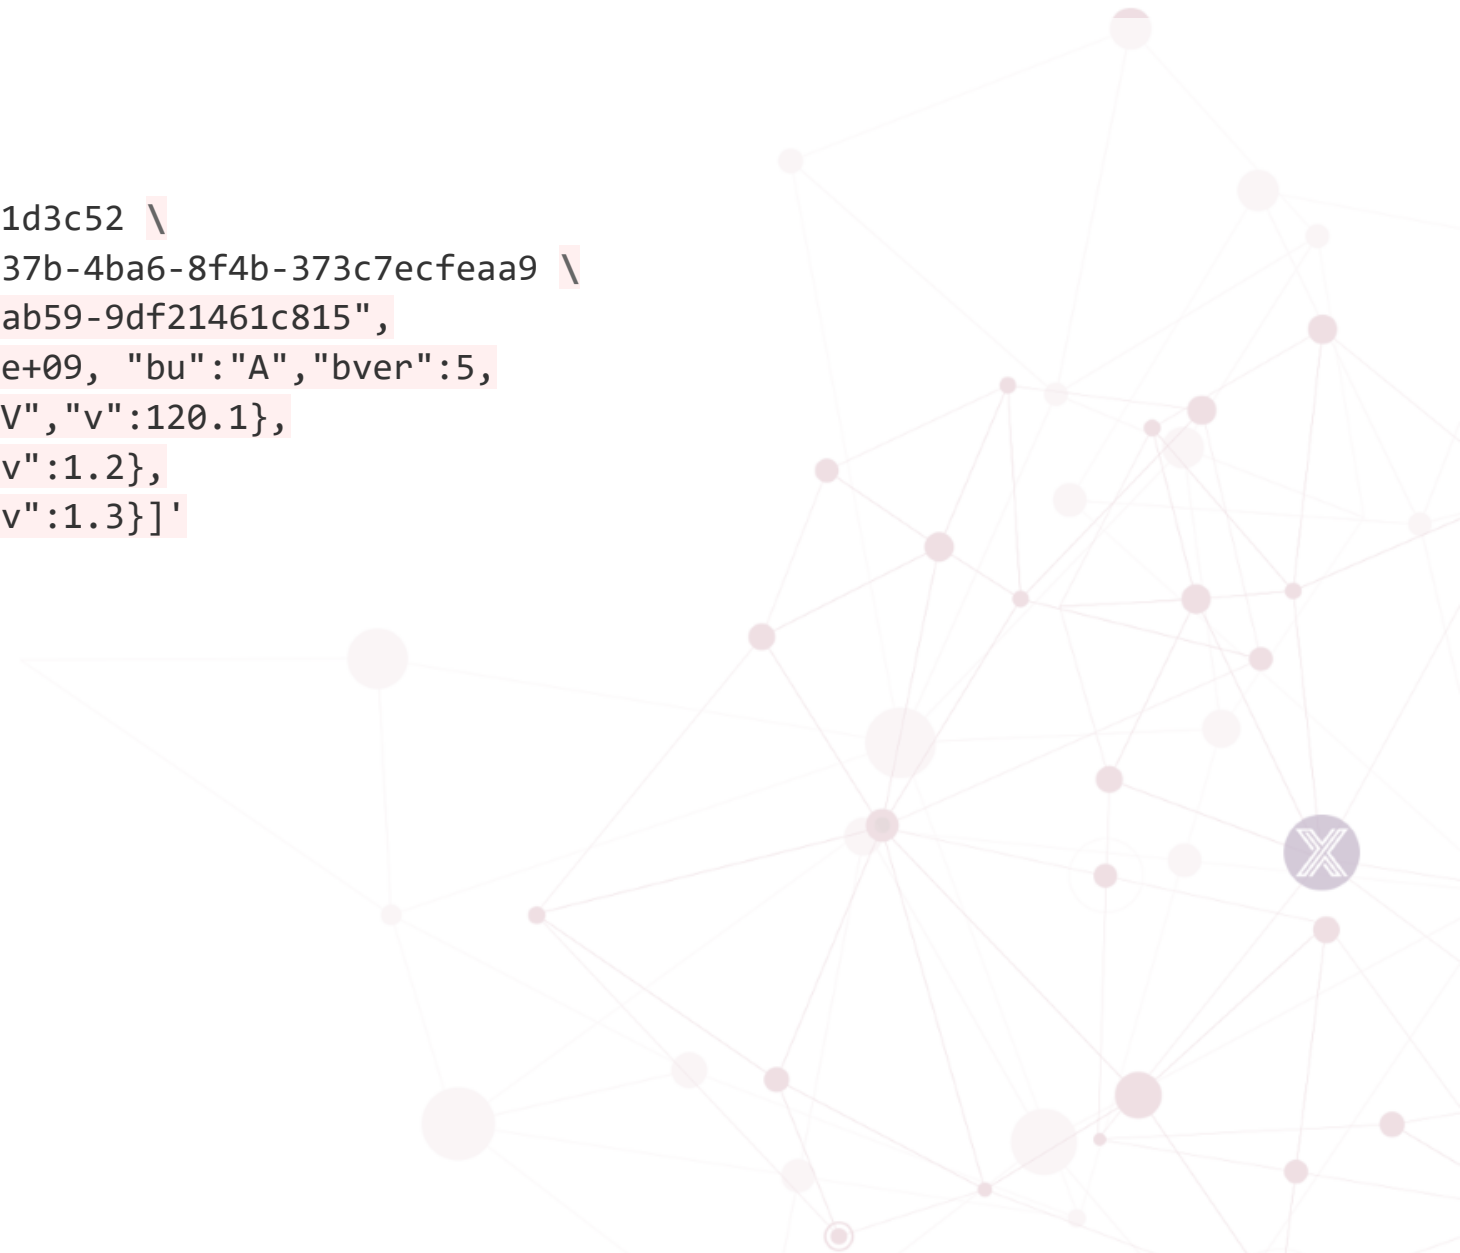 1d3c52 \
37b-4ba6-8f4b-373c7ecfeaa9 \
ab59-9df21461c815",
e+09, "bu":"A","bver":5,
V","v":120.1},
v":1.2},
v":1.3}]'